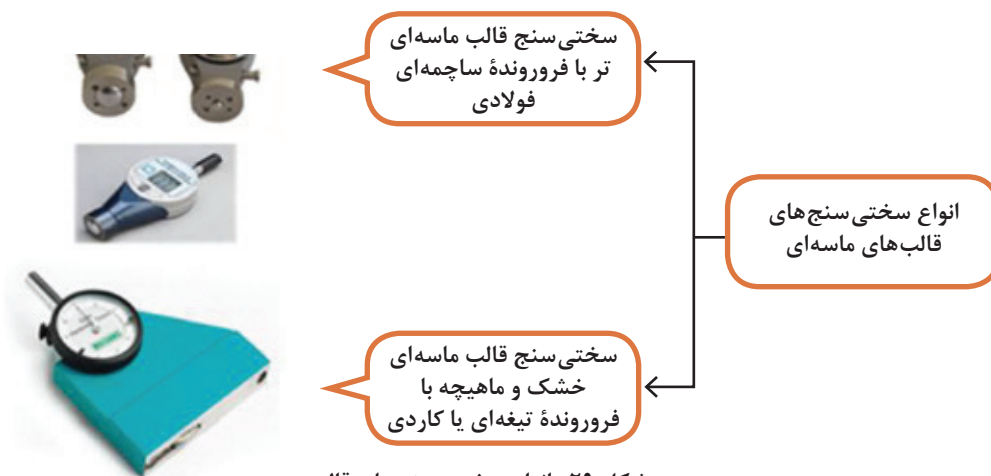 سختی‌سنج قالب ماسه‌ای
تر با فروروندهٔ ساچمه‌ای
فولادی
انواع سختی‌سنج‌های
قالب‌های ماسه‌ای
سختی‌سنج قالب ماسه‌ای
خشک و ماهیچه با
فروروندهٔ تیغه‌ای یا کاردی